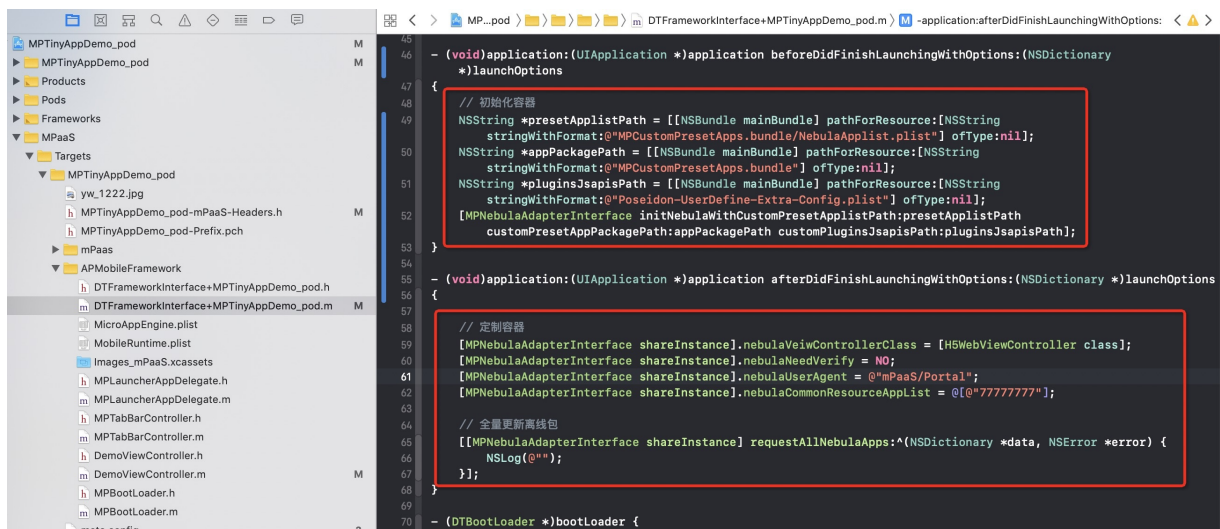 MP...pod
DTFrameworkInterface+MPTinyAppDemo_pod.m
M
-application:afterDidFinishLaunchingWithOptions:
MPTinyAppDemo_pod M
MPTinyAppDemo_pod M
Products
Pods
Frameworks
MPaaS
Targets
MPTinyAppDemo_pod
yw_1222.jpg
h MPTinyAppDemo_pod-mPaaS-Headers.h M
h MPTinyAppDemo_pod-Prefix.pch
mPaas
APMobileFramework
h DTFrameworkInterface+MPTinyAppDemo_pod.h
m DTFrameworkInterface+MPTinyAppDemo_pod.m M
MicroAppEngine.plist
MobileRuntime.plist
Images_mPaaS.xcassets
h MPLauncherAppDelegate.h
m MPLauncherAppDelegate.m
h MPTabBarController.h
m MPTabBarController.m
h DemoViewController.h
m DemoViewController.m M
h MPBootLoader.h
m MPBootLoader.m
45
46 - (void)application:(UIApplication *)application beforeDidFinishLaunchingWithOptions:(NSDictionary
*)launchOptions
47 {
48 // 初始化容器
49 NSString *presetApplistPath = [[NSBundle mainBundle] pathForResource:[NSString
stringWithFormat:@"MPCustomPresetApps.bundle/NebulaApplist.plist"] ofType:nil];
50 NSString *appPackagePath = [[NSBundle mainBundle] pathForResource:[NSString
stringWithFormat:@"MPCustomPresetApps.bundle"] ofType:nil];
51 NSString *pluginsJsapisPath = [[NSBundle mainBundle] pathForResource:[NSString
stringWithFormat:@"Poseidon-UserDefine-Extra-Config.plist"] ofType:nil];
52 [MPNebulaAdapterInterface initNebulaWithCustomPresetApplistPath:presetApplistPath
customPresetAppPackagePath:appPackagePath customPluginsJsapisPath:pluginsJsapisPath];
53 }
54
55 - (void)application:(UIApplication *)application afterDidFinishLaunchingWithOptions:(NSDictionary *)launchOptions
56 {
57
58 // 定制容器
59 [MPNebulaAdapterInterface shareInstance].nebulaVeiwControllerClass = [H5WebViewController class];
60 [MPNebulaAdapterInterface shareInstance].nebulaNeedVerify = NO;
61 [MPNebulaAdapterInterface shareInstance].nebulaUserAgent = @"mPaaS/Portal";
62 [MPNebulaAdapterInterface shareInstance].nebulaCommonResourceAppList = @[@"77777777"];
63
64 // 全量更新离线包
65 [[MPNebulaAdapterInterface shareInstance] requestAllNebulaApps:^(NSDictionary *data, NSError *error) {
66 NSLog(@"");
67 }];
68 }
69
70 - (DTBootLoader *)bootLoader {